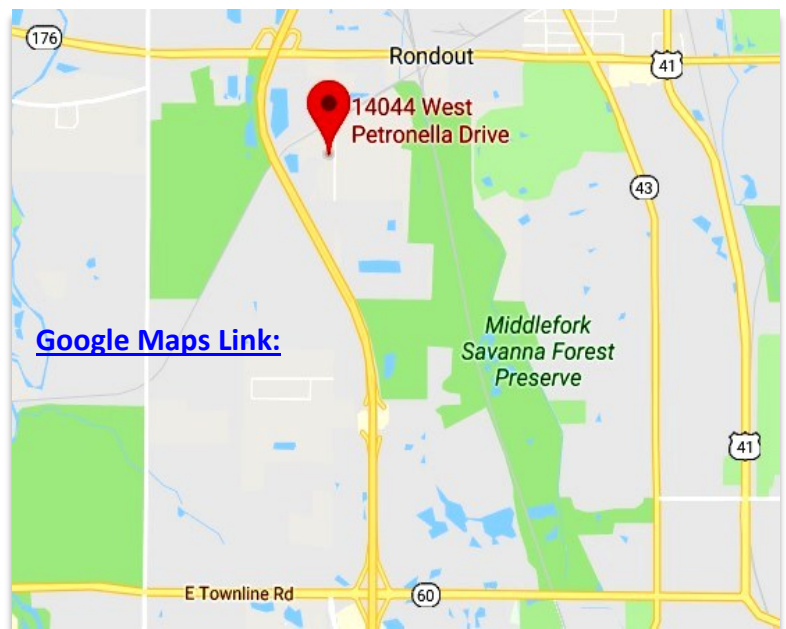 176
Rondout
41
14044 West
Petronella Drive
43
Google Maps Link:
Middlefork
Savanna Forest
Preserve
41
E Townline Rd
60